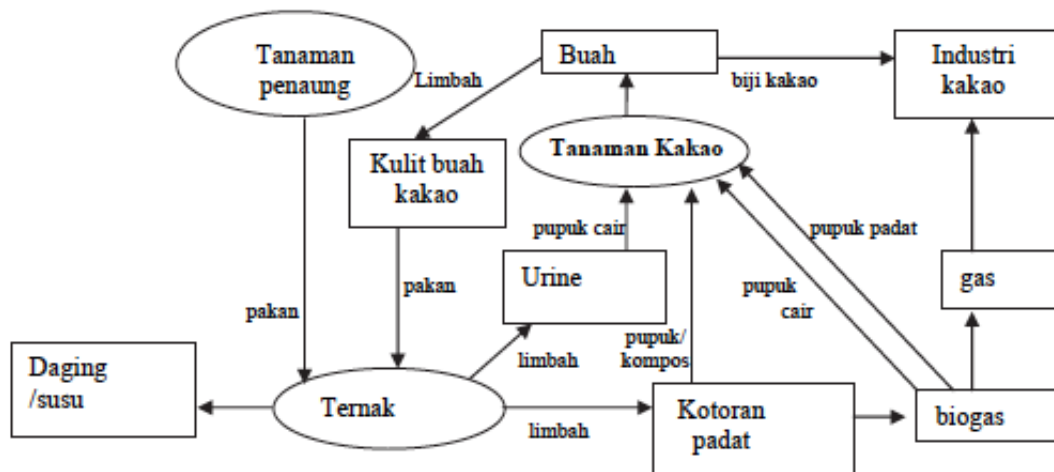 Tanaman
penaung
Buah
Industri
kakao
Limbah
biji kakao
Tanaman Kakao
Kulit buah
kakao
pupuk cair
pupuk padat
Urine
gas
pakan
pakan
pupuk
cair
pupuk/
kompos
limbah
Daging
/susu
Ternak
limbah
Kotoran
padat
biogas